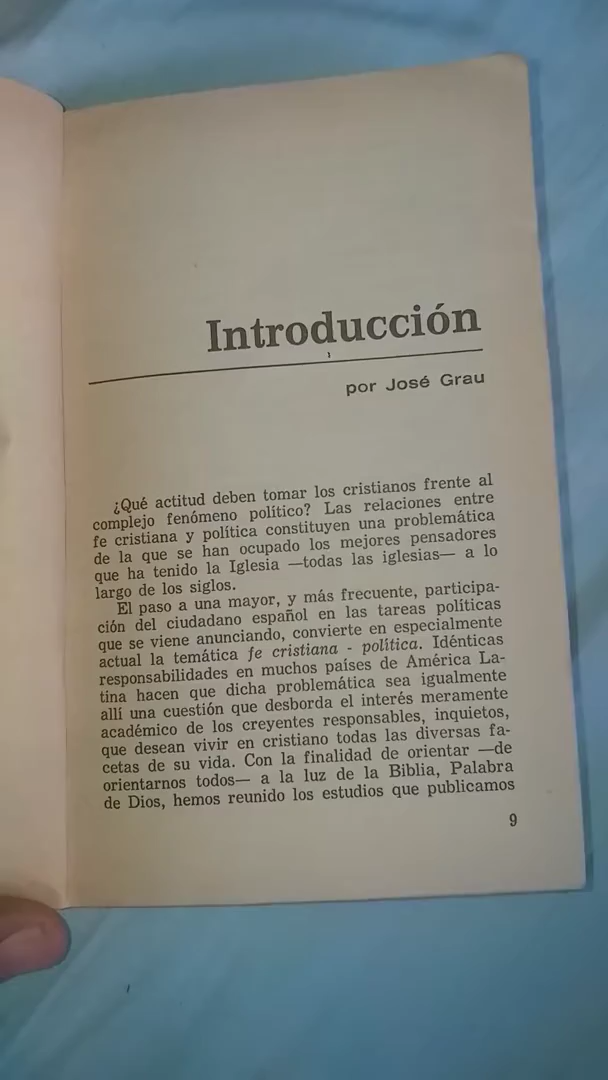 Introducción
por José Grau
¿Qué actitud deben tomar los cristianos frente al
complejo fenómeno político? Las relaciones entre
fe cristiana y política constituyen una problemática
de la que se han ocupado los mejores pensadores
que ha tenido la Iglesia —todas las iglesias— a lo
largo de los siglos.
El paso a una mayor, y más frecuente, participa-
ción del ciudadano español en las tareas políticas
que se viene anunciando, convierte en especialmente
actual la temática fe cristiana - política. Idénticas
responsabilidades en muchos países de América La-
tina hacen que dicha problemática sea igualmente
allí una cuestión que desborda el interés meramente
académico de los creyentes responsables, inquietos,
que desean vivir en cristiano todas las diversas fa-
cetas de su vida. Con la finalidad de orientar —de
orientarnos todos— a la luz de la Biblia, Palabra
de Dios, hemos reunido los estudios que publicamos
9